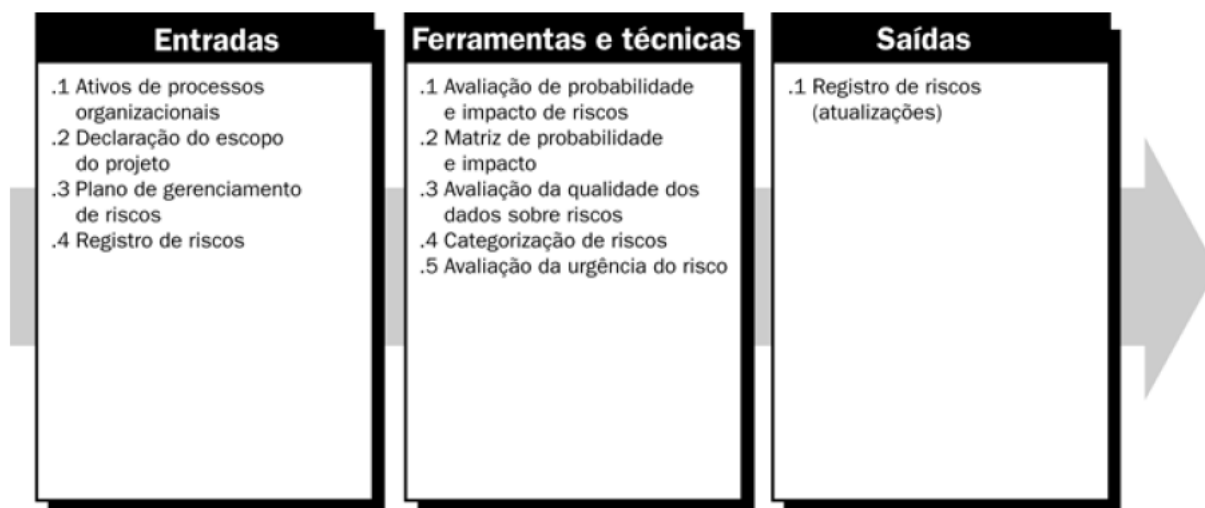 Entradas
.1 Ativos de processos
organizacionais
.2 Declaração do escopo
do projeto
.3 Plano de gerenciamento
de riscos
.4 Registro de riscos
Ferramentas e técnicas
.1 Avaliação de probabilidade
e impacto de riscos
.2 Matriz de probabilidade
e impacto
.3 Avaliação da qualidade dos
dados sobre riscos
.4 Categorização de riscos
.5 Avaliação da urgência do risco
Saídas
.1 Registro de riscos
(atualizações)